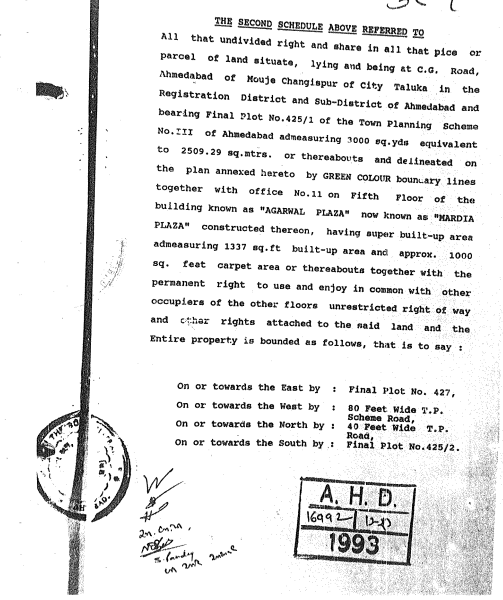 THE SECOND SCHEDULE ABOVE REFERRED TO
All that undivided right and share in all that pice or
parcel of land situate, lying and being at C.G. Road,
Ahmedabad of Mouje Changispur of City Taluka in the
Registration District and Sub-District of Ahmedabad and
bearing Final Plot No.425/1 of the Town Planning Scheme
No.III of Ahmedabad admeasuring 3000 sq.yds equivalent
to 2509.29 sq.mtrs. or thereabouts and delineated on
the plan annexed hereto by GREEN COLOUR boundary lines
together with office No.11 on Fifth Floor of the
building known as "AGARWAL PLAZA" now known as "MARDIA
PLAZA" constructed thereon, having super built-up area
admeasuring 1337 sq.ft built-up area and approx. 1000
sq. feat carpet area or thereabouts together with the
permanent right to use and enjoy in common with other
occupiers of the other floors unrestricted right of way
and other rights attached to the said land and the
Entire property is bounded as follows, that is to say :
On or towards the East by : Final Plot No. 427,
On or towards the West by : 80 Feet Wide T.P.
Scheme Road,
On or towards the North by : 40 Feet Wide T.P.
Road,
On or towards the South by : Final Plot No.425/2.
A. H. D.
16992
1993